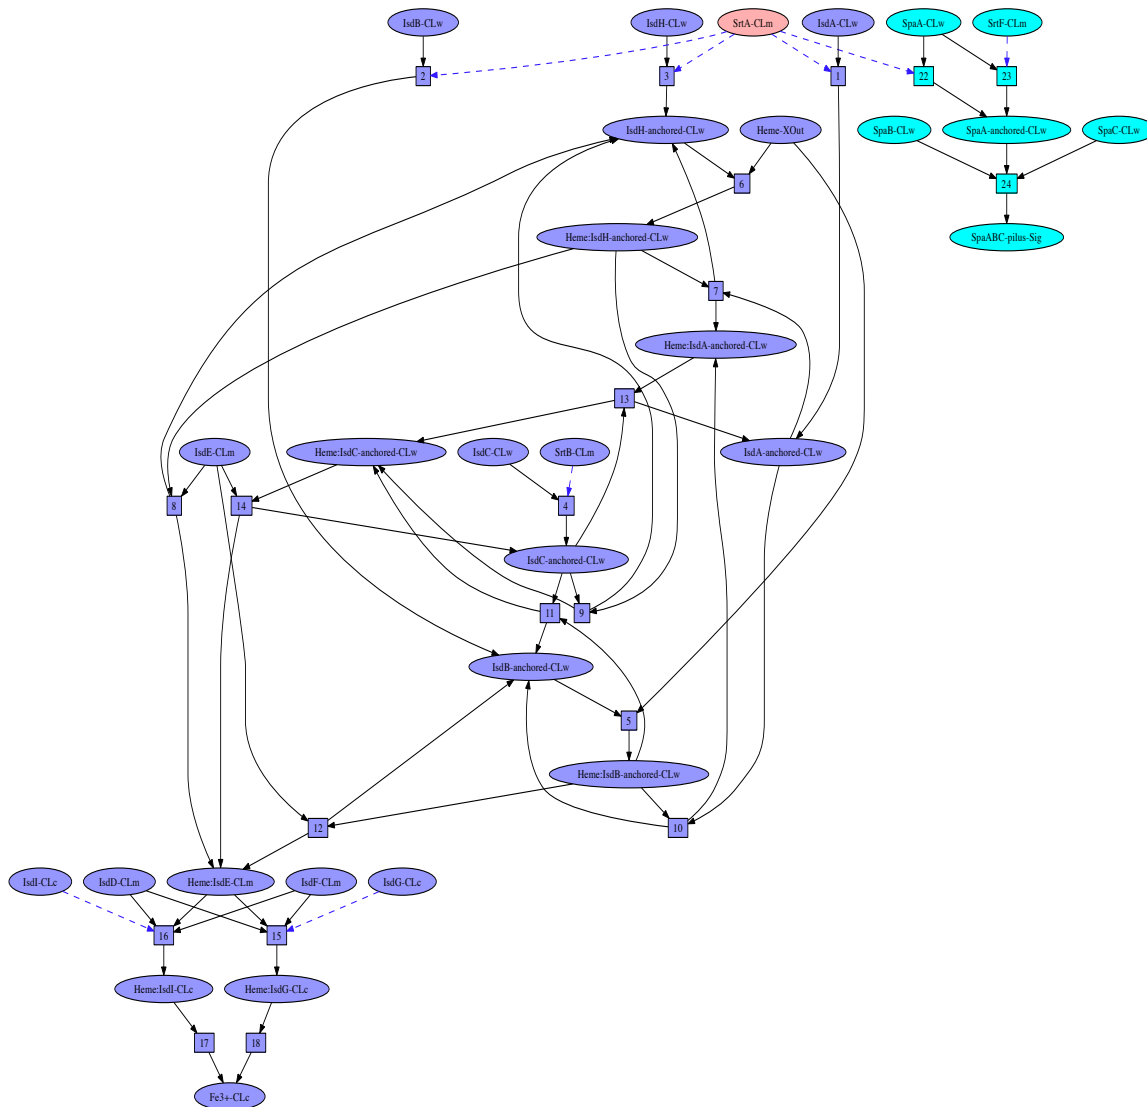 IsdB-CLw
IsdH-CLw
SrtA-CLm
IsdA-CLw
SpaA-CLw
SrtF-CLm
2
3
1
22
23
IsdH-anchored-CLw
Heme-XOut
SpaB-CLw
SpaA-anchored-CLw
SpaC-CLw
6
24
Heme:IsdH-anchored-CLw
SpaABC-pilus-Sig
7
Heme:IsdA-anchored-CLw
13
IsdE-CLm
Heme:IsdC-anchored-CLw
IsdC-CLw
SrtB-CLm
IsdA-anchored-CLw
8
14
4
IsdC-anchored-CLw
11
9
IsdB-anchored-CLw
5
Heme:IsdB-anchored-CLw
12
10
IsdI-CLc
IsdD-CLm
Heme:IsdE-CLm
IsdF-CLm
IsdG-CLc
16
15
Heme:IsdI-CLc
Heme:IsdG-CLc
17
18
Fe3+-CLc